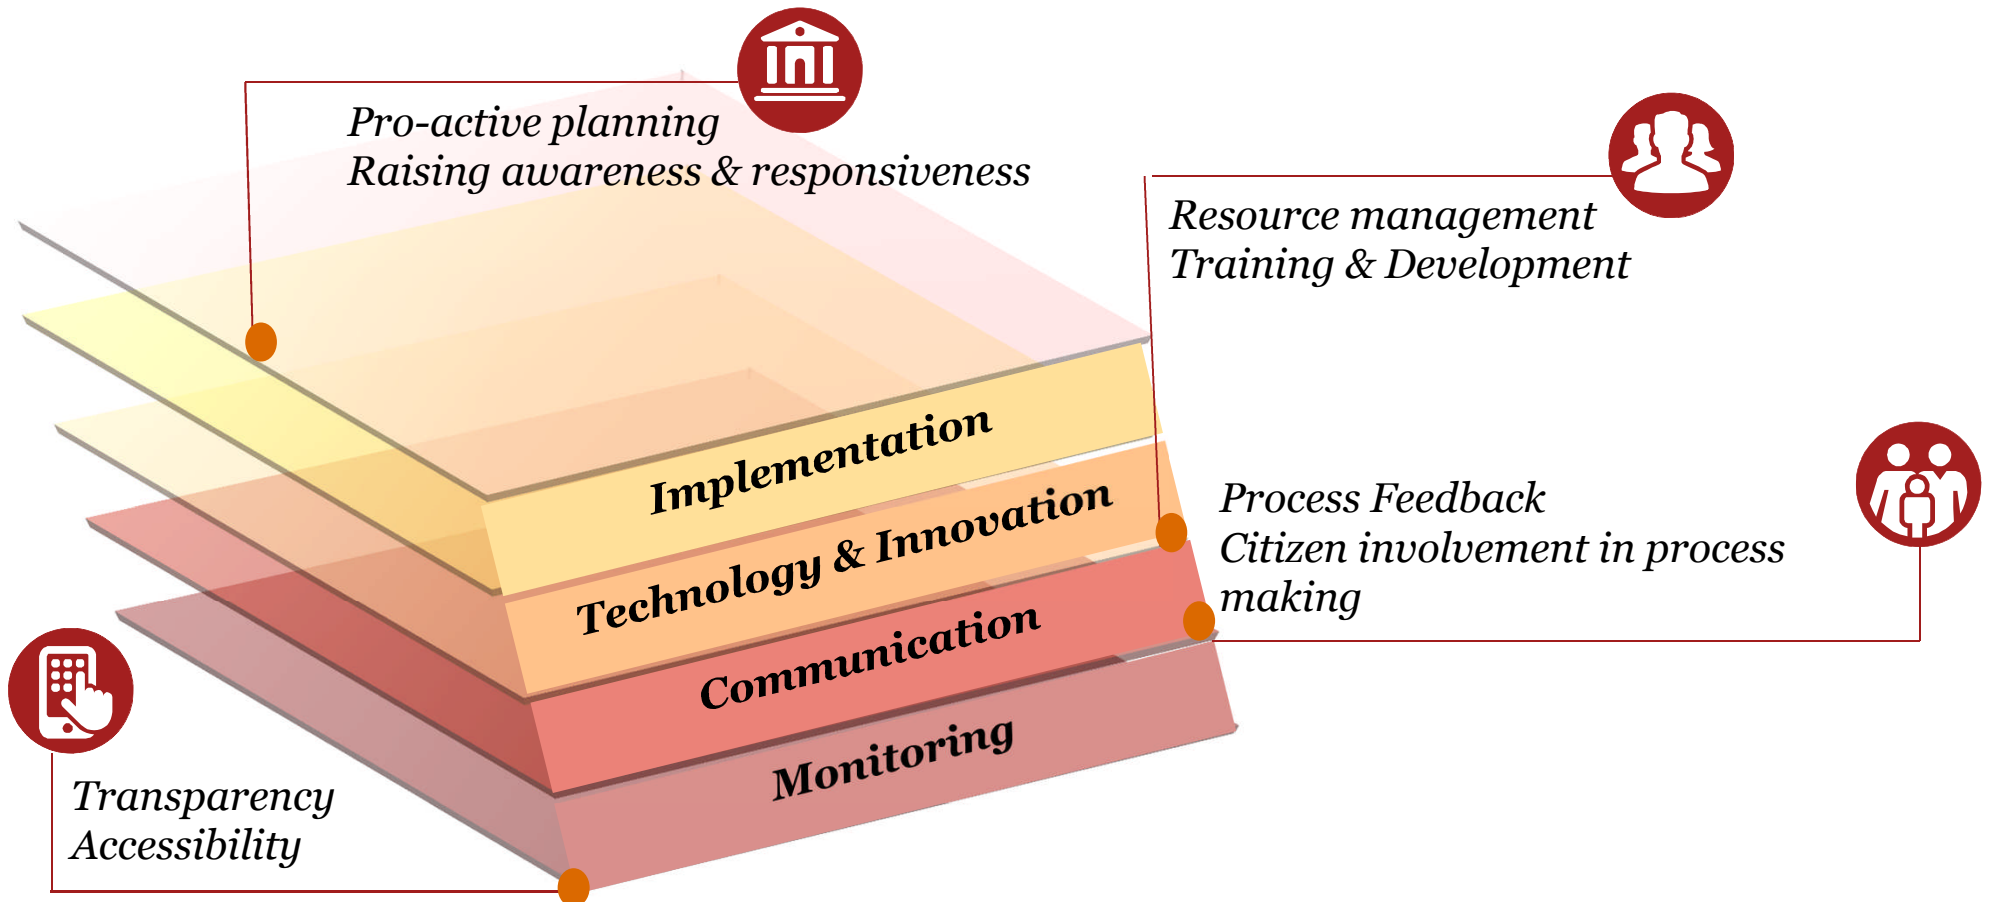 Pro-active planning
Raising awareness & responsiveness
Resource management
Training & Development
Implementation
Technology & Innovation
Process Feedback
Citizen involvement in process
making
Communication
Monitoring
Transparency
Accessibility